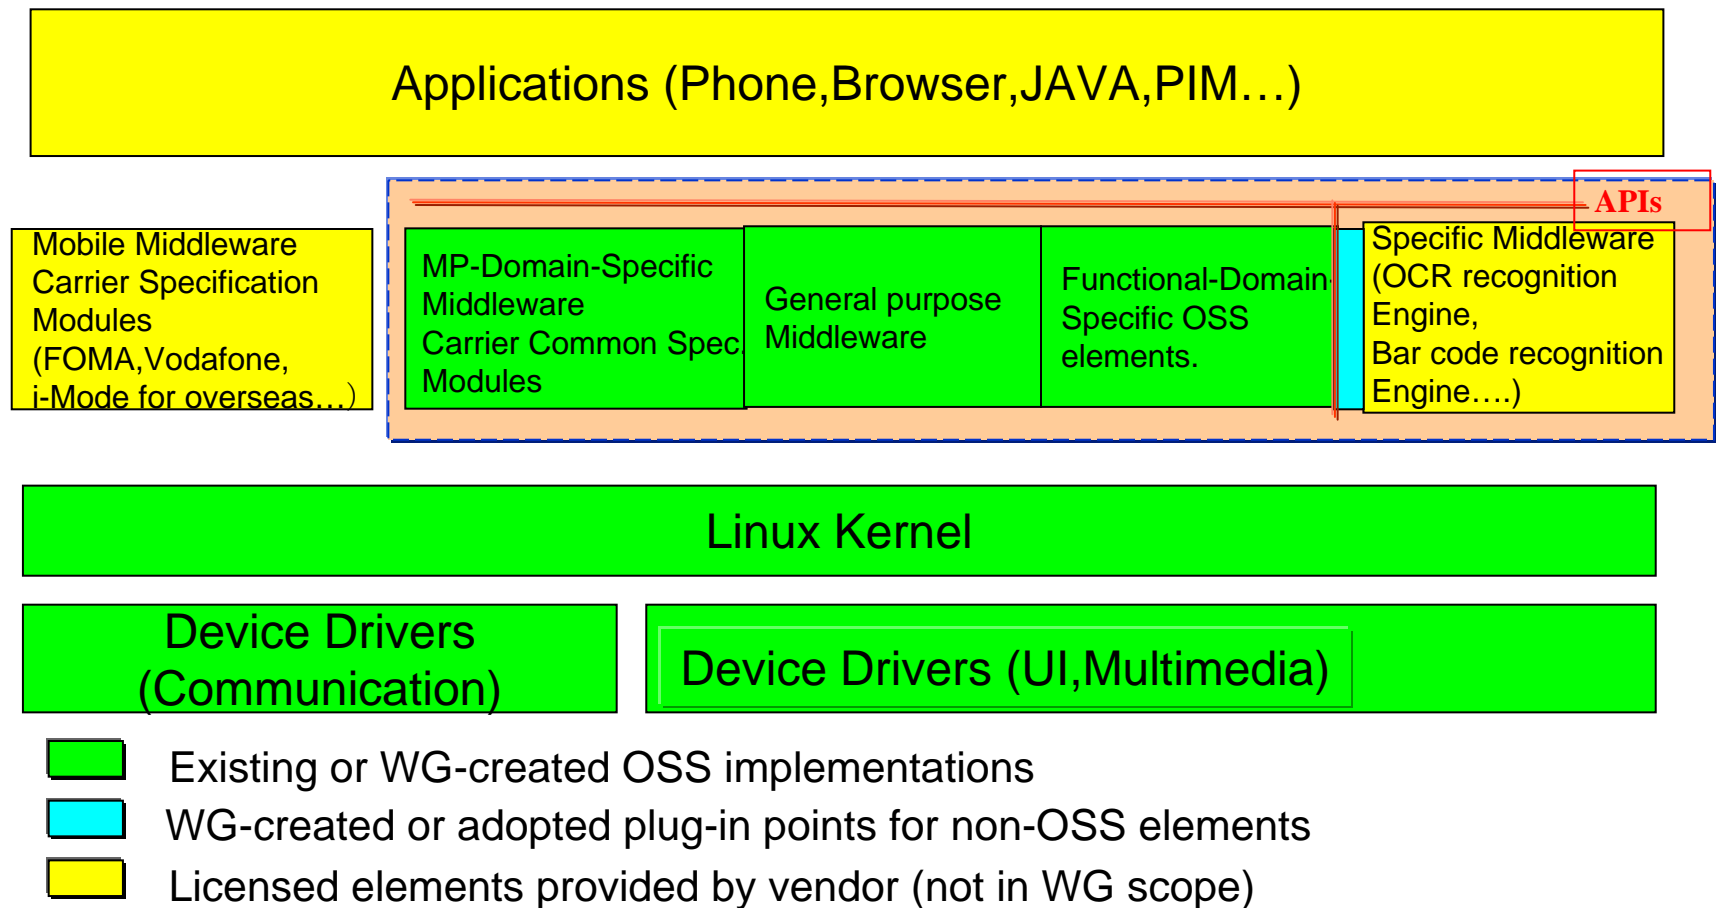 Applications (Phone,Browser,JAVA,PIM…)
APIs
Mobile Middleware
Carrier Specification
Modules
(FOMA,Vodafone,
i-Mode for overseas…）
MP-Domain-Specific
Middleware
Carrier Common Spec.
Modules
General purpose
Middleware
Functional-Domain-
Specific OSS
elements.
Specific Middleware
(OCR recognition
Engine,
Bar code recognition
Engine….)
Linux Kernel
Device Drivers
(Communication)
Device Drivers (UI,Multimedia)
Existing or WG-created OSS implementations
WG-created or adopted plug-in points for non-OSS elements
Licensed elements provided by vendor (not in WG scope)